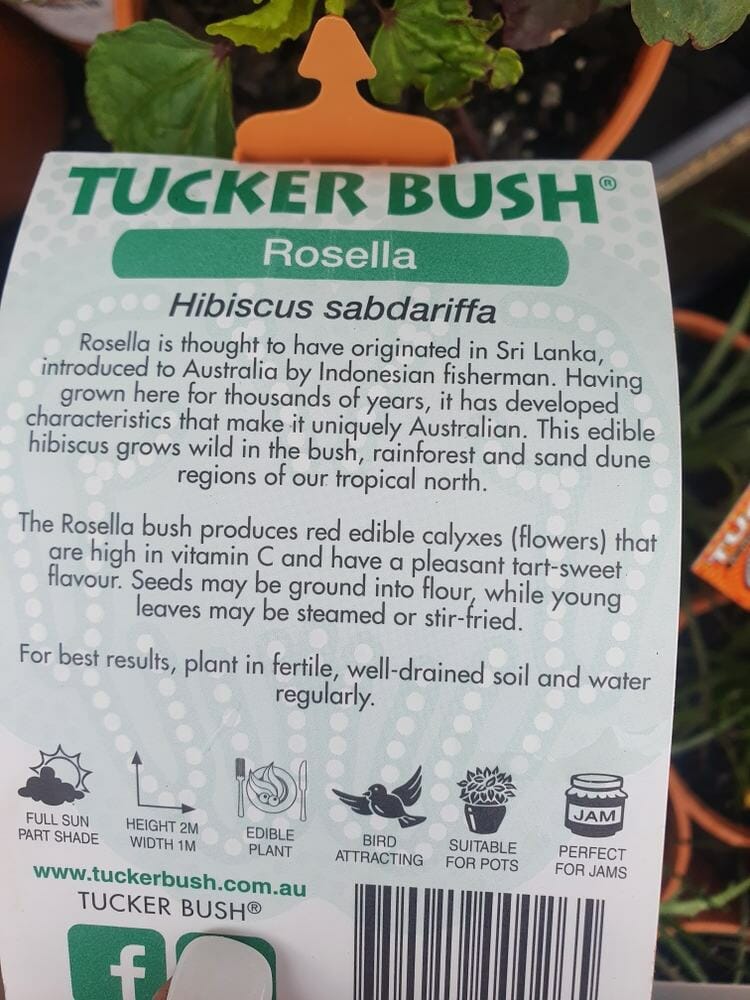 TUCKER BUSH®
Rosella
Hibiscus sabdariffa
Rosella is thought to have originated in Sri Lanka,
introduced to Australia by Indonesian fisherman. Having
grown here for thousands of years, it has developed
characteristics that make it uniquely Australian. This edible
hibiscus grows wild in the bush, rainforest and sand dune
regions of our tropical north.
The Rosella bush produces red edible calyxes (flowers) that
are high in vitamin C and have a pleasant tart-sweet
flavour. Seeds may be ground into flour, while young
leaves may be steamed or stir-fried.
For best results, plant in fertile, well-drained soil and water
regularly.
FULL SUN
PART SHADE
HEIGHT 2M
WIDTH 1M
EDIBLE
PLANT
BIRD
ATTRACTING
SUITABLE
FOR POTS
JAM
PERFECT
FOR JAMS
www.tuckerbush.com.au
TUCKER BUSH®
f